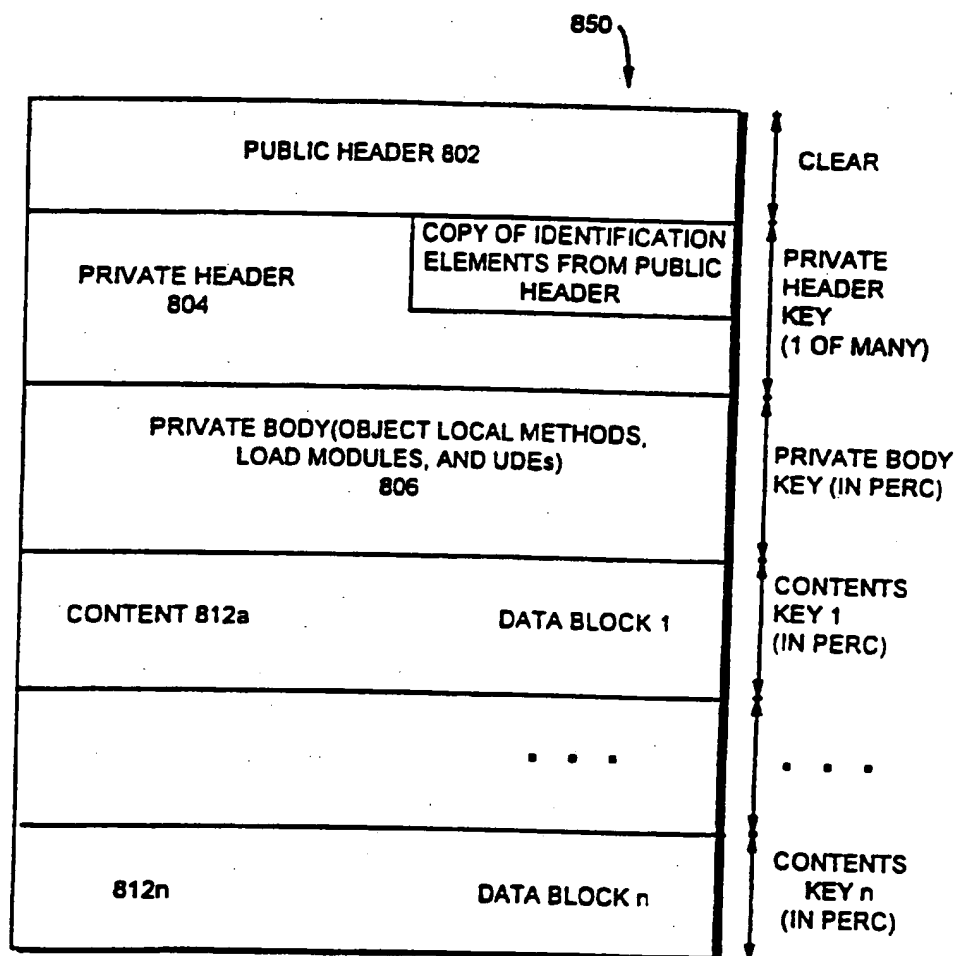 850
PUBLIC HEADER 802
CLEAR
COPY OF IDENTIFICATION
ELEMENTS FROM PUBLIC
HEADER
PRIVATE HEADER
804
PRIVATE
HEADER
KEY
(1 OF MANY)
PRIVATE BODY(OBJECT LOCAL METHODS,
LOAD MODULES, AND UDEs)
806
PRIVATE BODY
KEY (IN PERC)
CONTENT 812a
DATA BLOCK 1
CONTENTS
KEY 1
(IN PERC)
. . .
. . .
812n
DATA BLOCK n
CONTENTS
KEY n
(IN PERC)